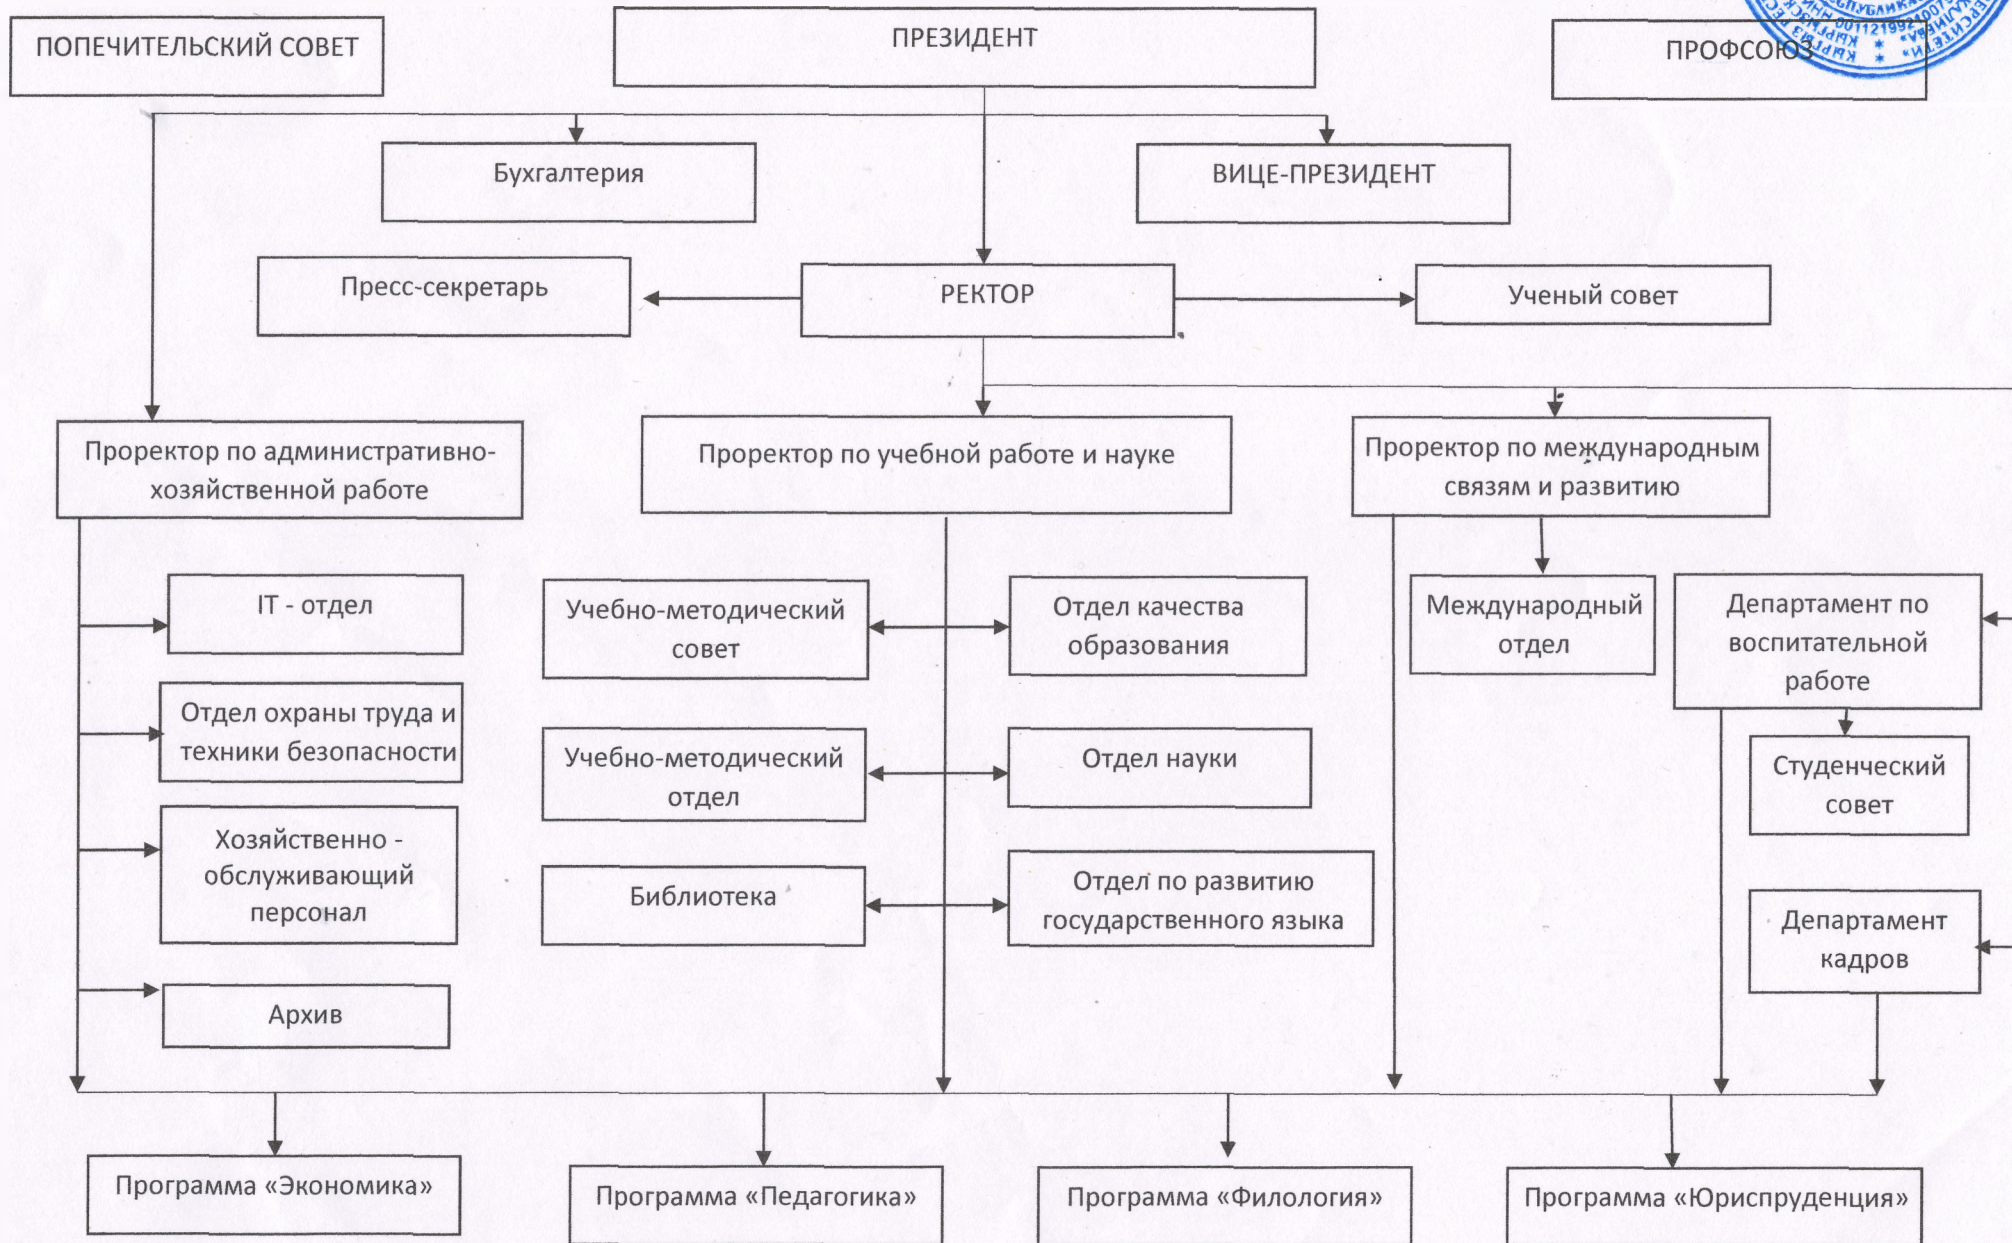 ПОПЕЧИТЕЛЬСКИЙ СОВЕТ
ПРЕЗИДЕНТ
ПРОФСОЮЗ
Бухгалтерия
ВИЦЕ-ПРЕЗИДЕНТ
Пресс-секретарь
РЕКТОР
Ученый совет
Проректор по административно-
хозяйственной работе
Проректор по учебной работе и науке
Проректор по международным
связям и развитию
IT - отдел
Учебно-методический
совет
Отдел качества
образования
Международный
отдел
Департамент по
воспитательной
работе
Отдел охраны труда и
техники безопасности
Учебно-методический
отдел
Отдел науки
Студенческий
совет
Хозяйственно -
обслуживающий
персонал
Библиотека
Отдел по развитию
государственного языка
Департамент
кадров
Архив
Программа «Экономика»
Программа «Педагогика»
Программа «Филология»
Программа «Юриспруденция»